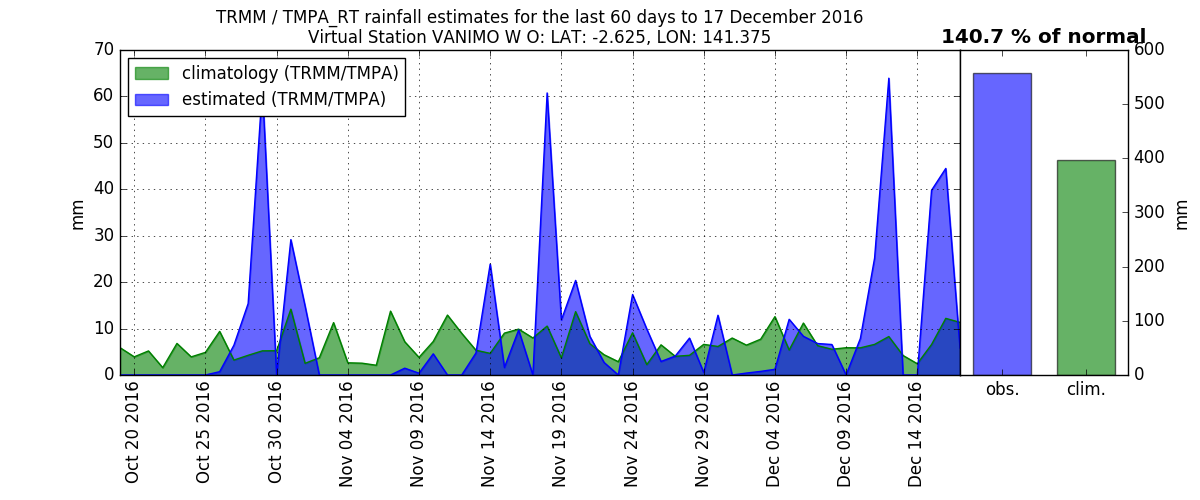 TRMM / TMPA_RT rainfall estimates for the last 60 days to 17 December 2016
Virtual Station VANIMO W O: LAT: -2.625, LON: 141.375
140.7 % of normal
climatology (TRMM/TMPA)
estimated (TRMM/TMPA)
70
60
50
40
30
20
10
0
mm
Oct 20 2016
Oct 25 2016
Oct 30 2016
Nov 04 2016
Nov 09 2016
Nov 14 2016
Nov 19 2016
Nov 24 2016
Nov 29 2016
Dec 04 2016
Dec 09 2016
Dec 14 2016
obs.
clim.
600
500
400
300
200
100
0
mm